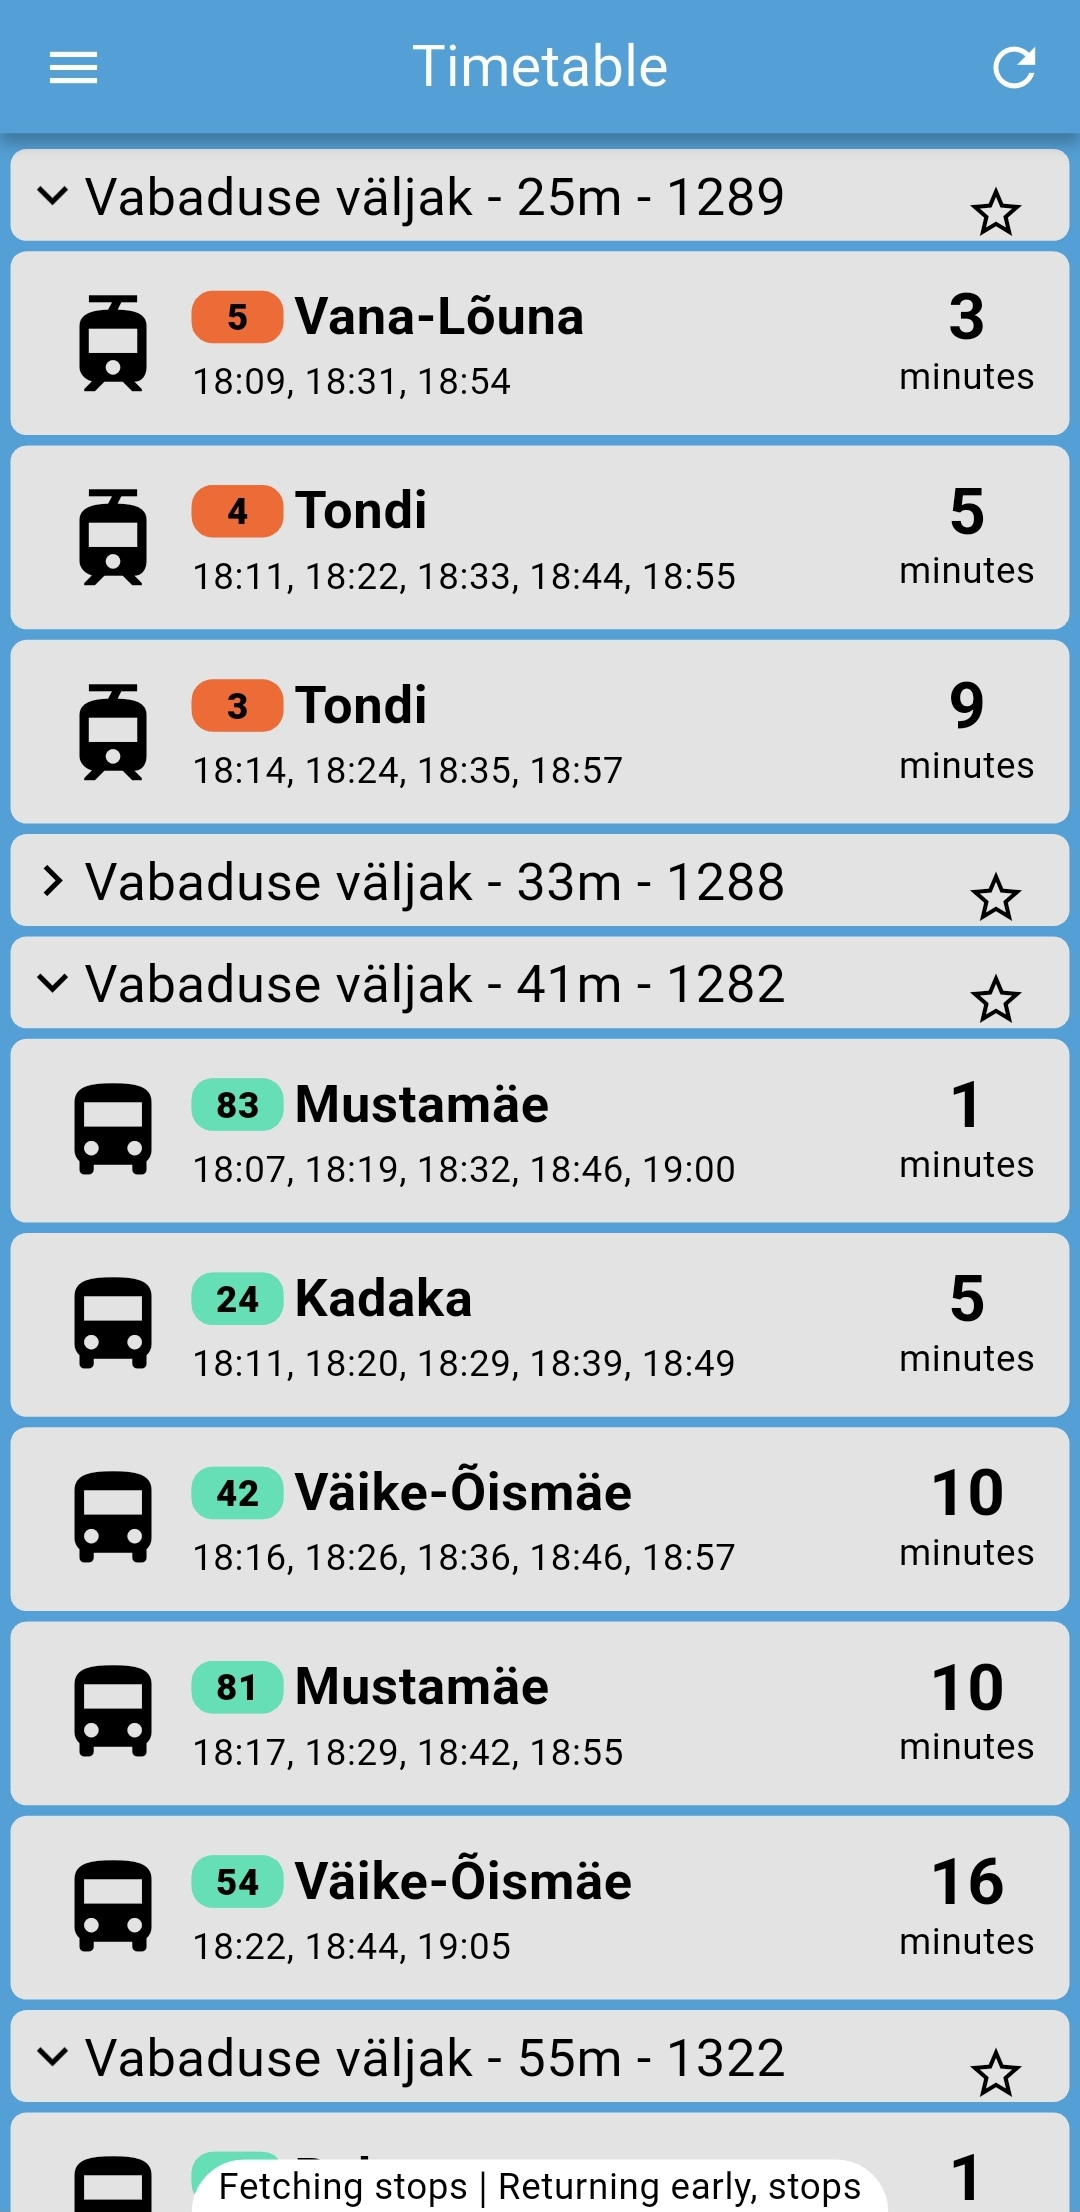 Timetable
Vabaduse väljak - 25m - 1289
5 Vana-Lõuna 3
18:09, 18:31, 18:54 minutes
4 Tondi 5
18:11, 18:22, 18:33, 18:44, 18:55 minutes
3 Tondi 9
18:14, 18:24, 18:35, 18:57 minutes
Vabaduse väljak - 33m - 1288
Vabaduse väljak - 41m - 1282
83 Mustamäe 1
18:07, 18:19, 18:32, 18:46, 19:00 minutes
24 Kadaka 5
18:11, 18:20, 18:29, 18:39, 18:49 minutes
42 Väike-Õismäe 10
18:16, 18:26, 18:36, 18:46, 18:57 minutes
81 Mustamäe 10
18:17, 18:29, 18:42, 18:55 minutes
54 Väike-Õismäe 16
18:22, 18:44, 19:05 minutes
Vabaduse väljak - 55m - 1322
1
Fetching stops | Returning early, stops